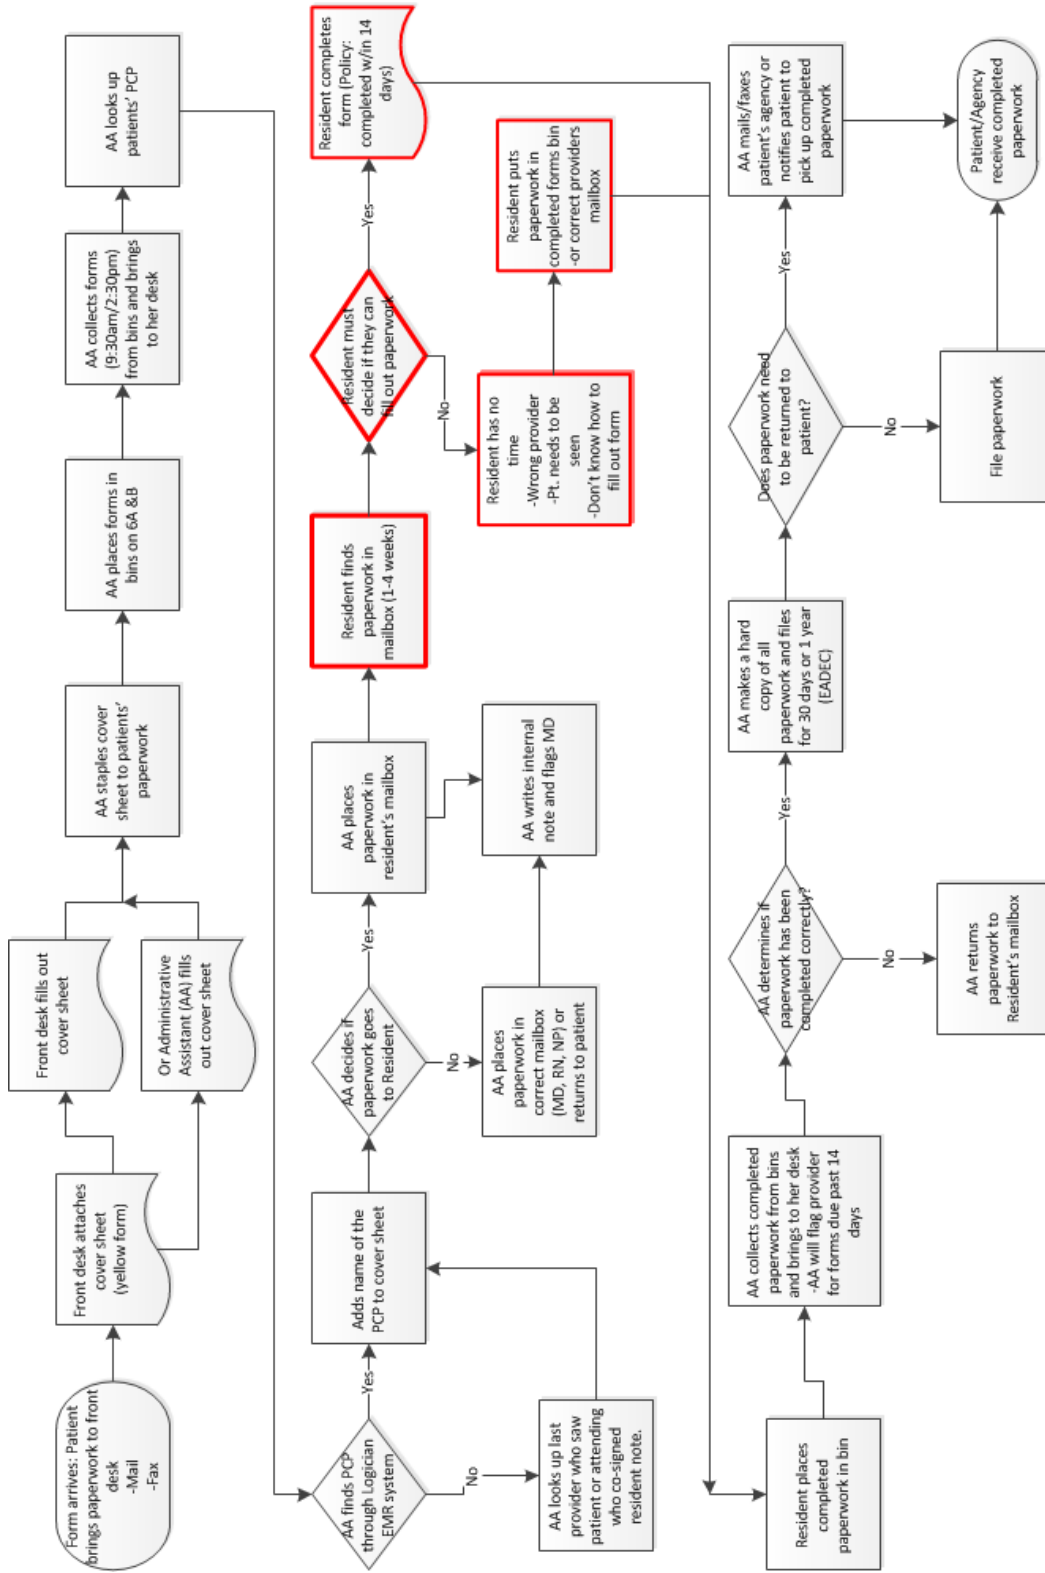 Form arrives: Patient
brings paperwork to front
desk
-Mail
-Fax
Front desk attaches
cover sheet
(yellow form)
Front desk fills out
cover sheet
Or Administrative
Assistant (AA) fills
out cover sheet
AA staples cover
sheet to patients'
paperwork
AA places forms in
bins on 6A &B
AA collects forms
(9:30am/2:30pm)
from bins and brings
to her desk
AA looks up
patients' PCP
AA finds PCP
through Logician
EMR system
Yes
No
AA looks up last
provider who saw
patient or attending
who co-signed
resident note.
Adds name of the
PCP to cover sheet
AA decides if
paperwork goes
to Resident
Yes
No
AA places
paperwork in
correct mailbox
(MD, RN, NP) or
returns to patient
AA places
paperwork in
resident's mailbox
AA writes internal
note and flags MD
Resident finds
paperwork in
mailbox (1-4 weeks)
Resident must
decide if they can
fill out paperwork
Yes
No
Resident has no
time
-Wrong provider
-Pt. needs to be
seen
-Don't know how to
fill out form
Resident puts
paperwork in
completed forms bin
-or correct providers
mailbox
Resident completes
form (Policy:
completed w/in 14
days)
Resident places
completed
paperwork in bin
AA collects completed
paperwork from bins
and brings to her desk
-AA will flag provider
for forms due past 14
days
AA determines if
paperwork has been
completed correctly?
Yes
No
AA returns
paperwork to
Resident's mailbox
AA makes a hard
copy of all
paperwork and files
for 30 days or 1 year
(EADEC)
Does paperwork need
to be returned to
patient?
Yes
No
File paperwork
AA mails/faxes
patient's agency or
notifies patient to
pick up completed
paperwork
Patient/Agency
receive completed
paperwork